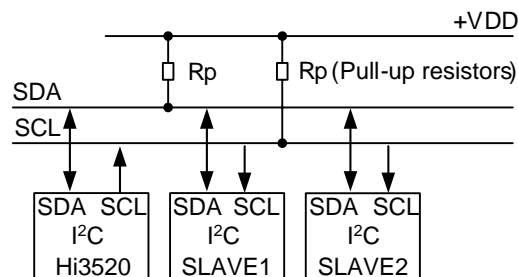 +VDD
Rp Rp (Pull-up resistors)
SDA
SCL
SDA SCL SDA SCL SDA SCL
I²C I²C I²C
Hi3520 SLAVE1 SLAVE2